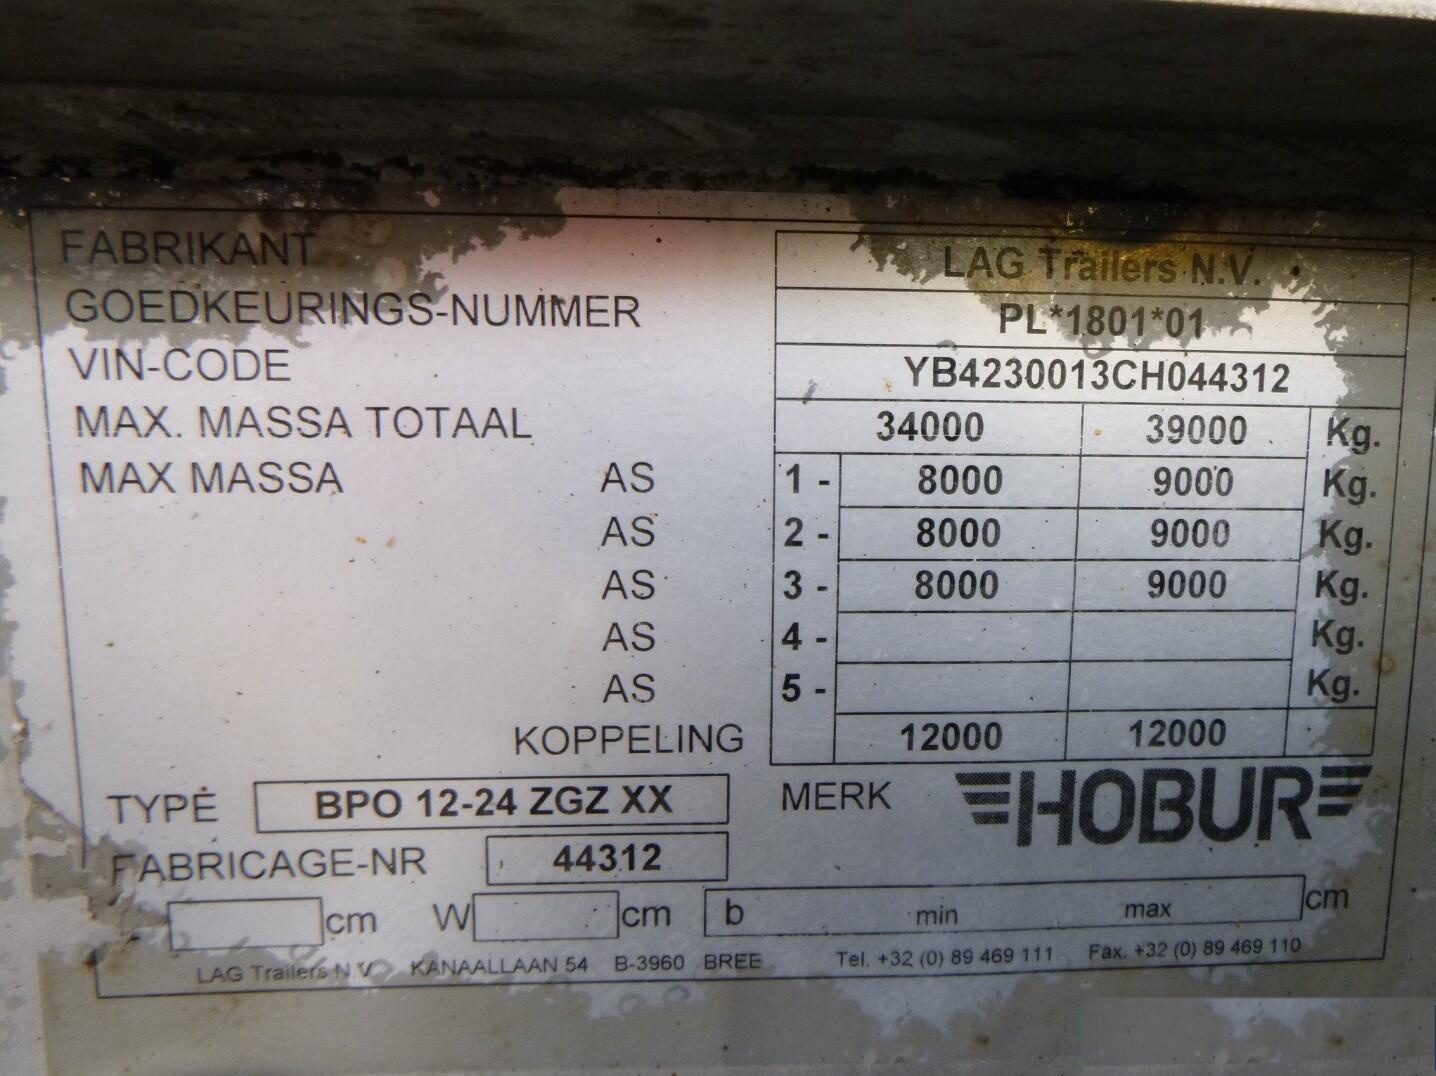 FABRIKANT LAG Trailers N.V.
GOEDKEURINGS-NUMMER PL*1801*01
VIN-CODE YB4230013CH044312
MAX. MASSA TOTAAL 34000 39000 Kg.
MAX MASSA AS 1 - 8000 9000 Kg.
AS 2 - 8000 9000 Kg.
AS 3 - 8000 9000 Kg.
AS 4 - Kg.
AS 5 - Kg.
KOPPELING 12000 12000
TYPE BPO 12-24 ZGZ XX MERK HOBUR
FABRICAGE-NR 44312
cm W cm b min max cm
LAG Trailers N.V. KANAALLAAN 54 B-3960 BREE Tel. +32 (0) 89 469 111 Fax. +32 (0) 89 469 110